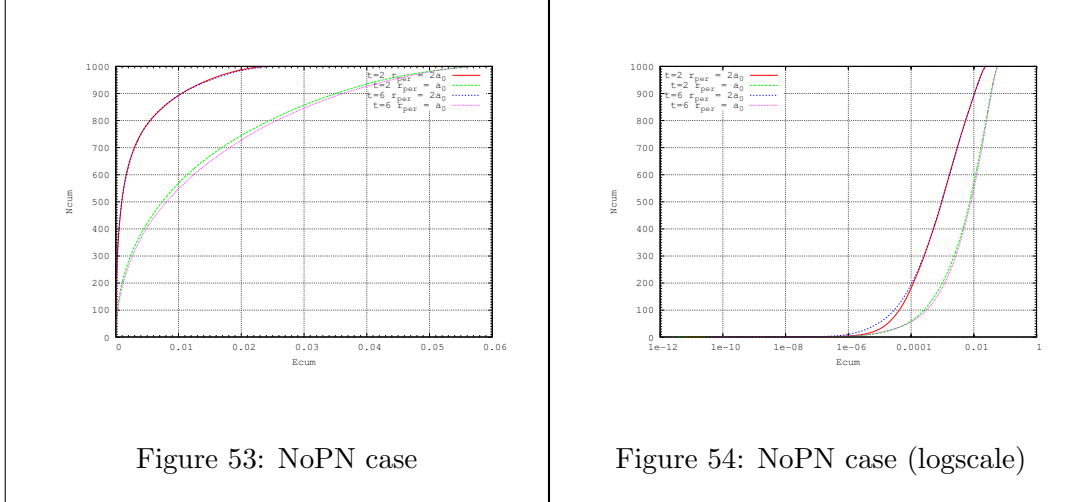 1000
900
800
700
600
500
400
300
200
100
0
Ncum
0
0.01
0.02
0.03
0.04
0.05
0.06
Ecum
t=2 r_per = 2a_0
t=2 r_per = a_0
t=6 r_per = 2a_0
t=6 r_per = a_0
Figure 53: NoPN case
1000
900
800
700
600
500
400
300
200
100
0
Ncum
1e-12
1e-10
1e-08
1e-06
0.0001
0.01
1
Ecum
t=2 r_per = 2a_0
t=2 r_per = a_0
t=6 r_per = 2a_0
t=6 r_per = a_0
Figure 54: NoPN case (logscale)